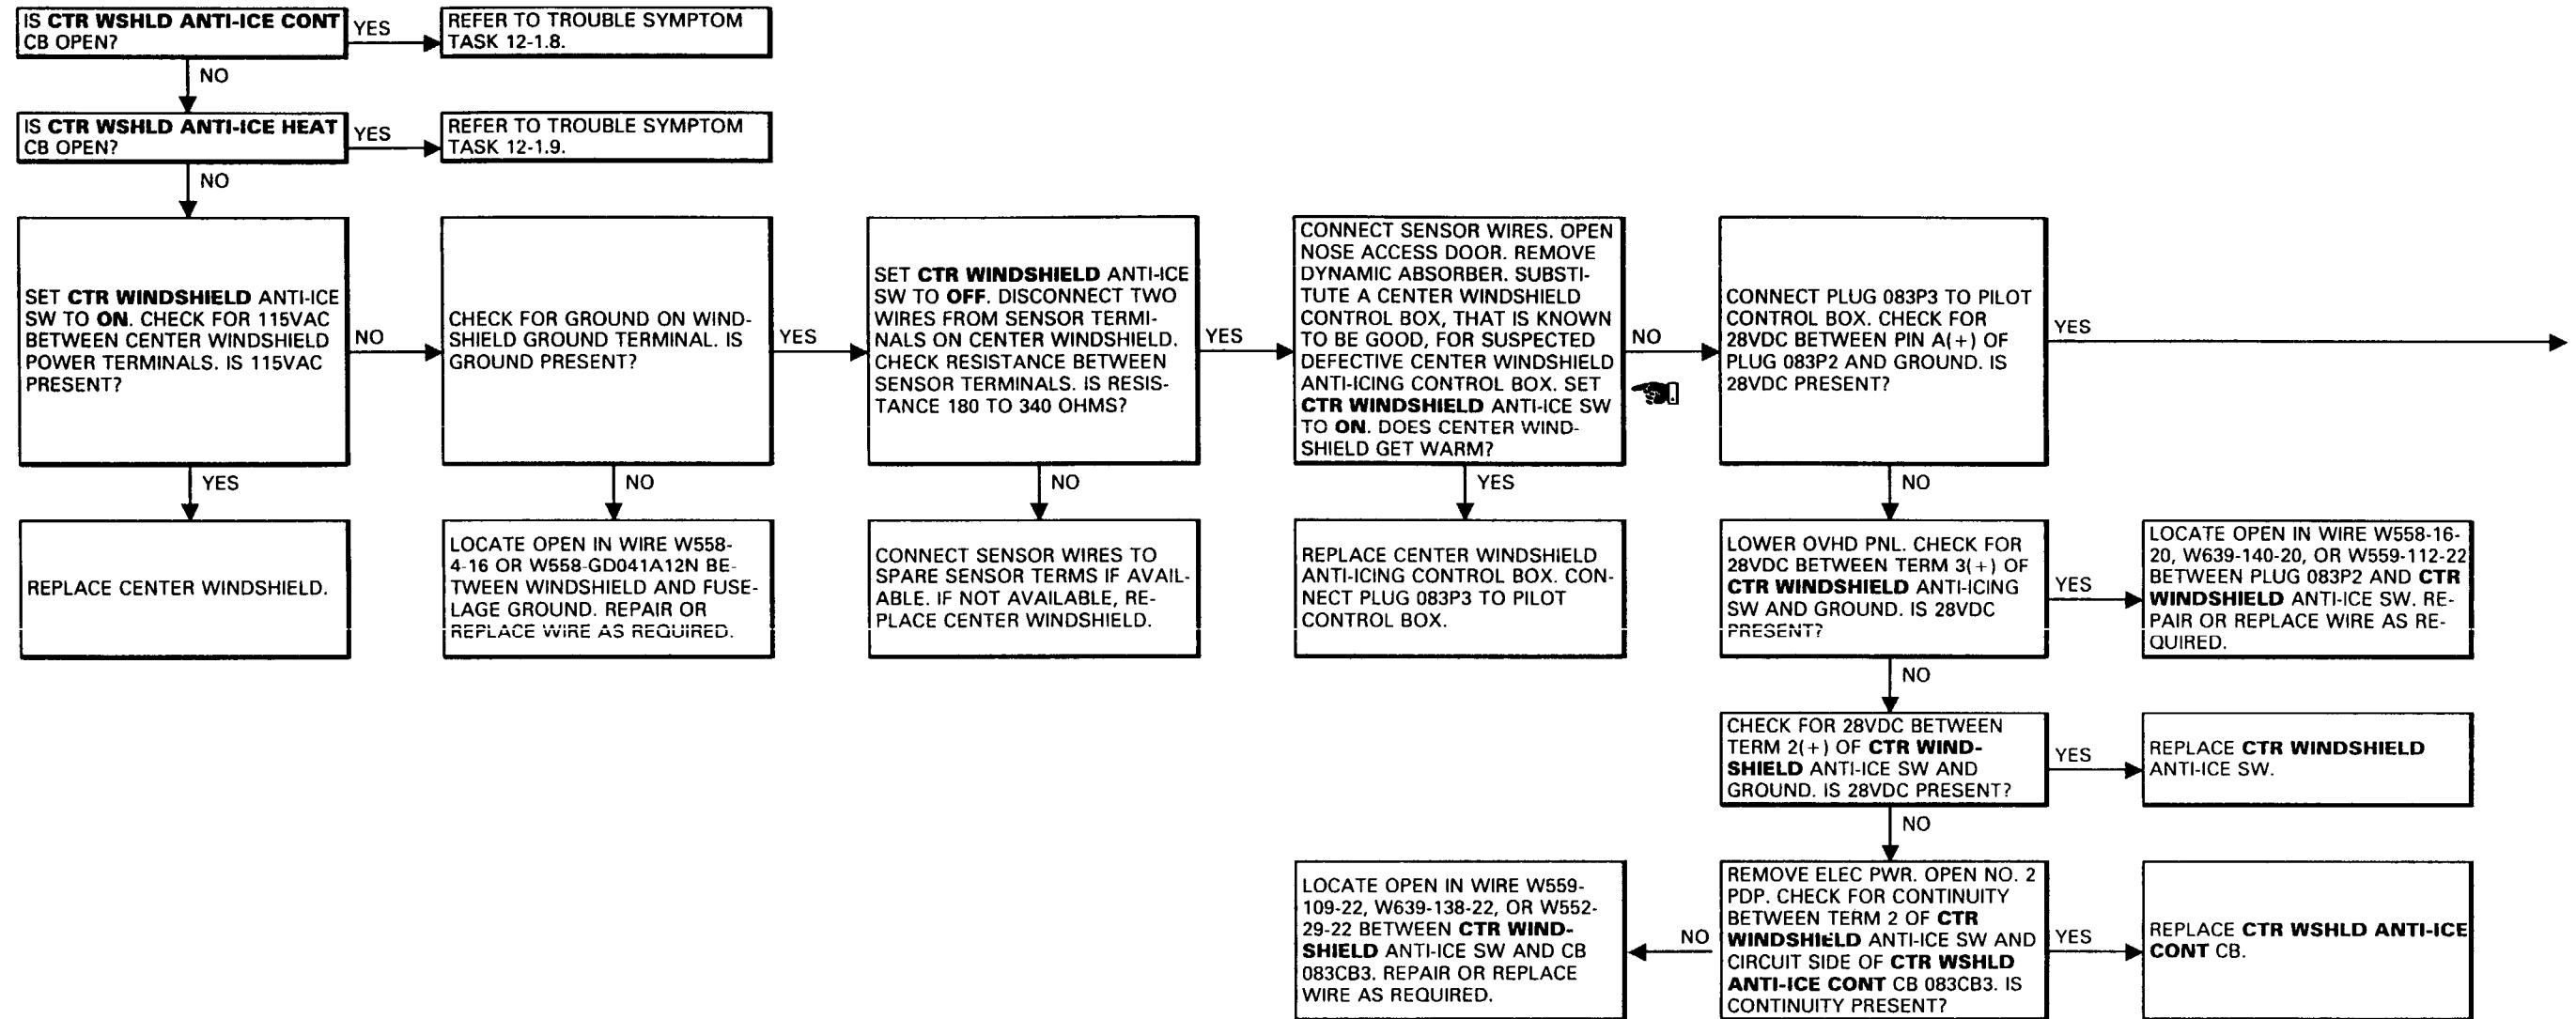 IS CTR WSHLD ANTI-ICE CONT
CB OPEN?
YES
REFER TO TROUBLE SYMPTOM
TASK 12-1.8.
NO
IS CTR WSHLD ANTI-ICE HEAT
CB OPEN?
YES
REFER TO TROUBLE SYMPTOM
TASK 12-1.9.
NO
SET CTR WINDSHIELD ANTI-ICE
SW TO ON. CHECK FOR 115VAC
BETWEEN CENTER WINDSHIELD
POWER TERMINALS. IS 115VAC
PRESENT?
NO
CHECK FOR GROUND ON WIND-
SHIELD GROUND TERMINAL. IS
GROUND PRESENT?
YES
SET CTR WINDSHIELD ANTI-ICE
SW TO OFF. DISCONNECT TWO
WIRES FROM SENSOR TERMI-
NALS ON CENTER WINDSHIELD.
CHECK RESISTANCE BETWEEN
SENSOR TERMINALS. IS RESIS-
TANCE 180 TO 340 OHMS?
YES
CONNECT SENSOR WIRES. OPEN
NOSE ACCESS DOOR. REMOVE
DYNAMIC ABSORBER. SUBSTI-
TUTE A CENTER WINDSHIELD
CONTROL BOX, THAT IS KNOWN
TO BE GOOD, FOR SUSPECTED
DEFECTIVE CENTER WINDSHIELD
ANTI-ICING CONTROL BOX. SET
CTR WINDSHIELD ANTI-ICE SW
TO ON. DOES CENTER WIND-
SHIELD GET WARM?
NO
CONNECT PLUG 083P3 TO PILOT
CONTROL BOX. CHECK FOR
28VDC BETWEEN PIN A(+) OF
PLUG 083P2 AND GROUND. IS
28VDC PRESENT?
YES
YES
NO
NO
YES
NO
REPLACE CENTER WINDSHIELD.
LOCATE OPEN IN WIRE W558-
4-16 OR W558-GD041A12N BE-
TWEEN WINDSHIELD AND FUSE-
LAGE GROUND. REPAIR OR
REPLACE WIRE AS REQUIRED.
CONNECT SENSOR WIRES TO
SPARE SENSOR TERMS IF AVAIL-
ABLE. IF NOT AVAILABLE, RE-
PLACE CENTER WINDSHIELD.
REPLACE CENTER WINDSHIELD
ANTI-ICING CONTROL BOX. CON-
NECT PLUG 083P3 TO PILOT
CONTROL BOX.
LOWER OVHD PNL. CHECK FOR
28VDC BETWEEN TERM 3(+) OF
CTR WINDSHIELD ANTI-ICING
SW AND GROUND. IS 28VDC
PRESENT?
YES
LOCATE OPEN IN WIRE W558-16-
20, W639-140-20, OR W559-112-22
BETWEEN PLUG 083P2 AND CTR
WINDSHIELD ANTI-ICE SW. RE-
PAIR OR REPLACE WIRE AS RE-
QUIRED.
NO
CHECK FOR 28VDC BETWEEN
TERM 2(+) OF CTR WIND-
SHIELD ANTI-ICE SW AND
GROUND. IS 28VDC PRESENT?
YES
REPLACE CTR WINDSHIELD
ANTI-ICE SW.
NO
LOCATE OPEN IN WIRE W559-
109-22, W639-138-22, OR W552-
29-22 BETWEEN CTR WIND-
SHIELD ANTI-ICE SW AND CB
083CB3. REPAIR OR REPLACE
WIRE AS REQUIRED.
NO
REMOVE ELEC PWR. OPEN NO. 2
PDP. CHECK FOR CONTINUITY
BETWEEN TERM 2 OF CTR
WINDSHIELD ANTI-ICE SW AND
CIRCUIT SIDE OF CTR WSHLD
ANTI-ICE CONT CB 083CB3. IS
CONTINUITY PRESENT?
YES
REPLACE CTR WSHLD ANTI-ICE
CONT CB.